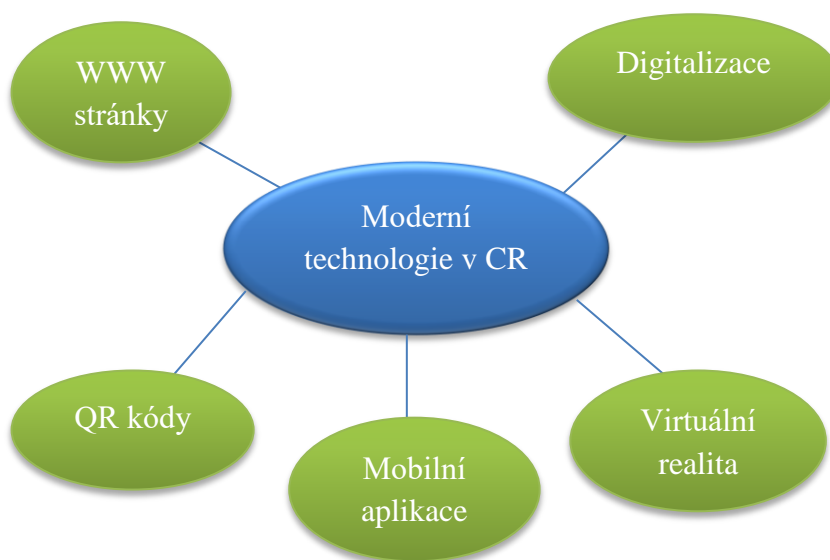 WWW
stránky
Digitalizace
Moderní
technologie v CR
QR kódy
Mobilní
aplikace
Virtuální
realita